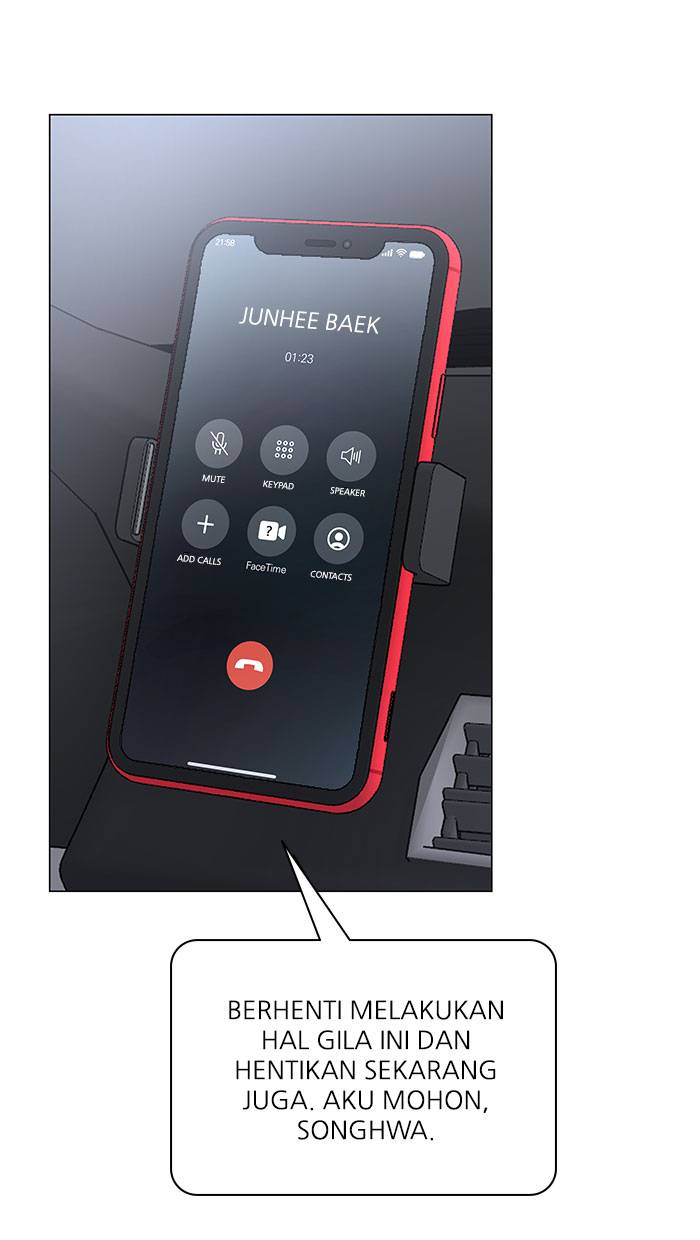 21:58
JUNHEE BAEK
01:23
MUTE
KEYPAD
SPEAKER
?
ADD CALLS
FaceTime
CONTACTS
BERHENTI MELAKUKAN
HAL GILA INI DAN
HENTIKAN SEKARANG
JUGA. AKU MOHON,
SONGHWA.